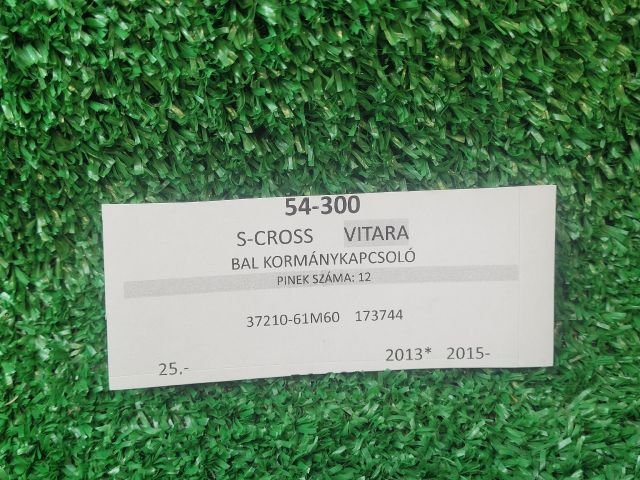 54-300
S-CROSS VITARA
BAL KORMÁNYKAPCSOLÓ
PINEK SZÁMA: 12
37210-61M60 173744
25.- 2013* 2015-